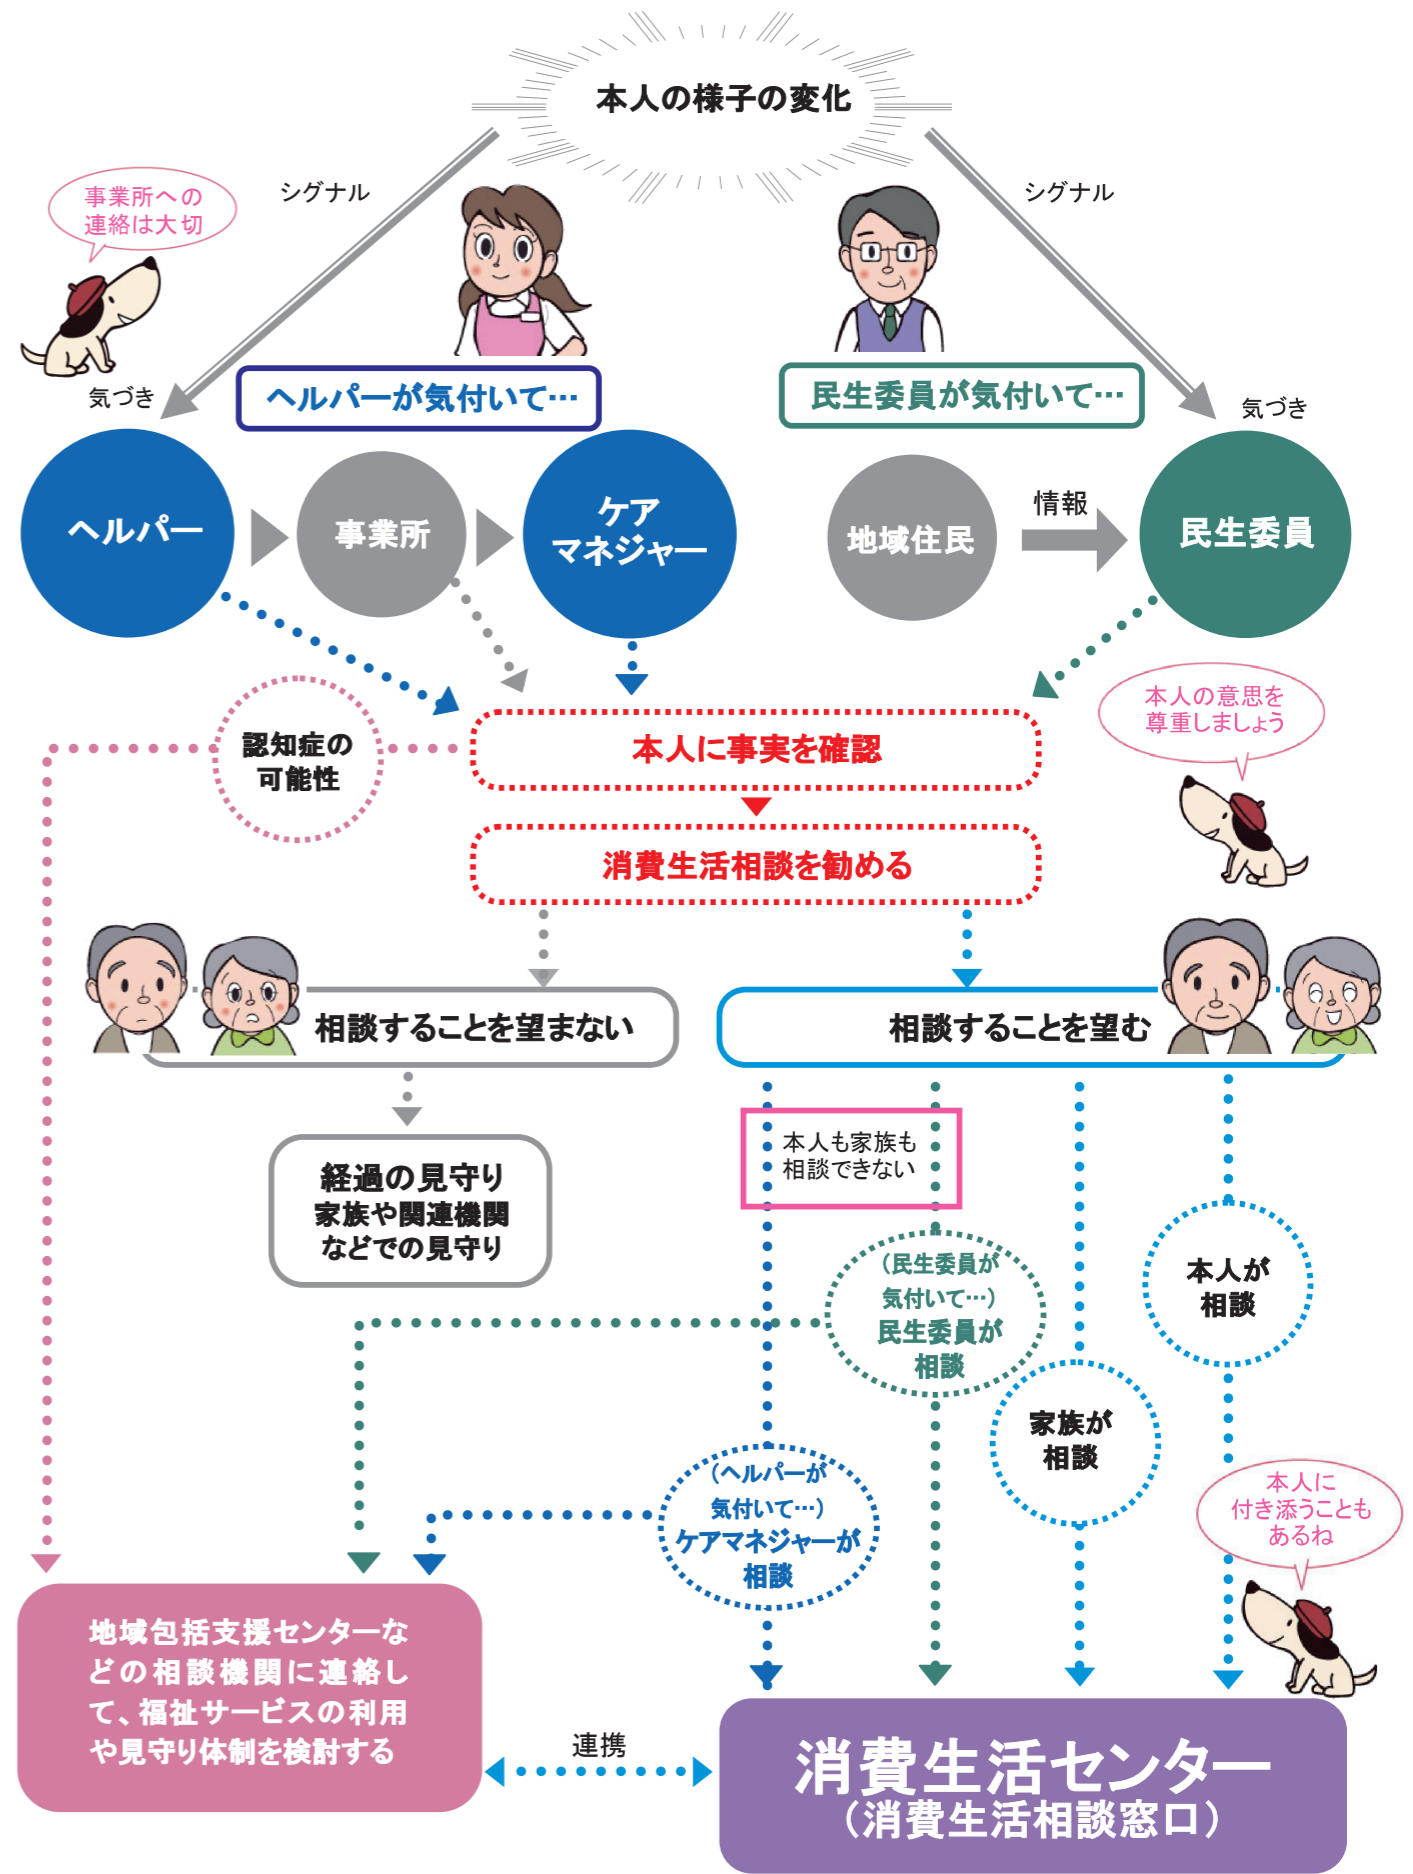 本人の様子の変化
シグナル
シグナル
事業所への
連絡は大切
気づき
ヘルパーが気付いて…
民生委員が気付いて…
気づき
ヘルパー
事業所
ケア
マネジャー
地域住民
情報
民生委員
本人の意思を
尊重しましょう
認知症の
可能性
本人に事実を確認
消費生活相談を勧める
相談することを望まない
相談することを望む
経過の見守り
家族や関連機関
などでの見守り
本人も家族も
相談できない
（民生委員が
気付いて…）
民生委員が
相談
本人が
相談
家族が
相談
（ヘルパーが
気付いて…）
ケアマネジャーが
相談
本人に
付き添うことも
あるね
地域包括支援センターな
どの相談機関に連絡し
て、福祉サービスの利用
や見守り体制を検討する
連携
消費生活センター
（消費生活相談窓口）